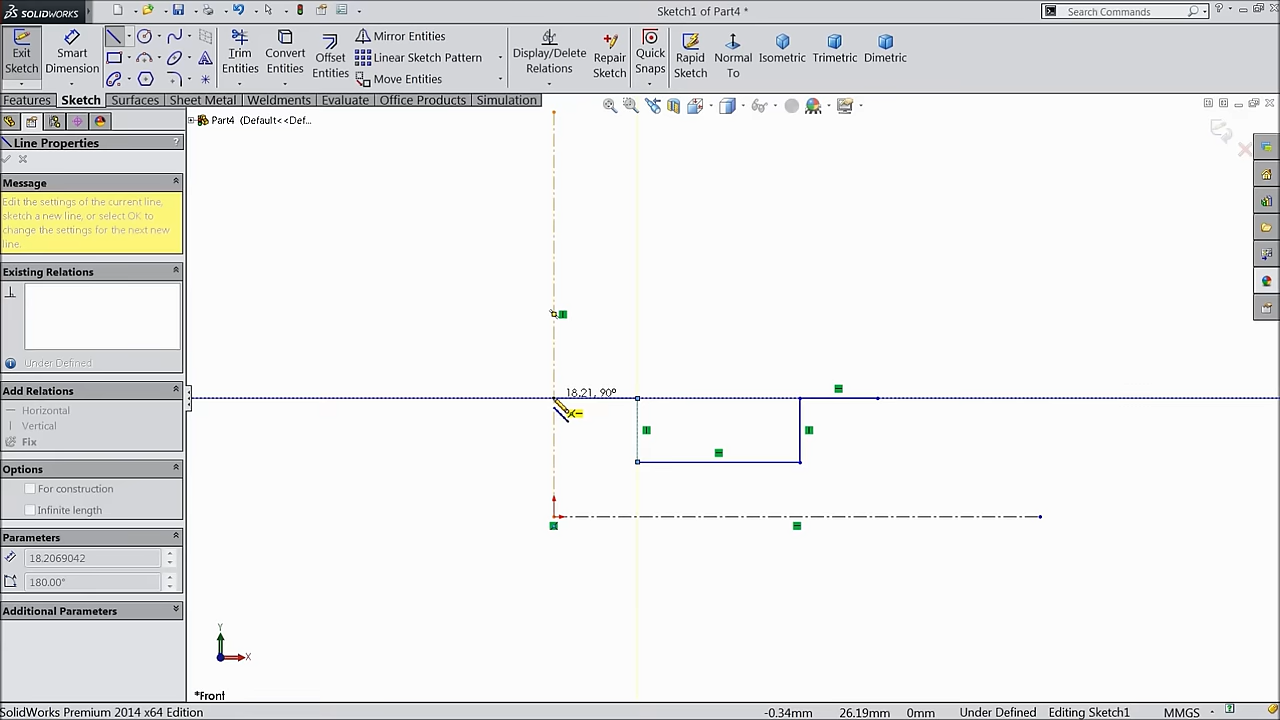 SOLIDWORKS
Sketch1 of Part4 *
Search Commands
Exit Sketch
Smart Dimension
Trim Entities
Convert Entities
Offset Entities
Mirror Entities
Linear Sketch Pattern
Move Entities
Display/Delete Relations
Repair Sketch
Quick Snaps
Rapid Sketch
Normal To
Isometric
Trimetric
Dimetric
Features Sketch Surfaces Sheet Metal Weldments Evaluate Office Products Simulation
Part4 (Default<<Def...
Line Properties
?
Message
Edit the settings of the current line,
sketch a new line, or select OK to
change the settings for the next new
line.
Existing Relations
Under Defined
Add Relations
Horizontal
Vertical
Fix
Options
For construction
Infinite length
Parameters
18.2069042
180.00°
Additional Parameters
18.21, 90°
Y
X
*Front
SolidWorks Premium 2014 x64 Edition
-0.34mm 26.19mm 0mm Under Defined Editing Sketch1 MMGS